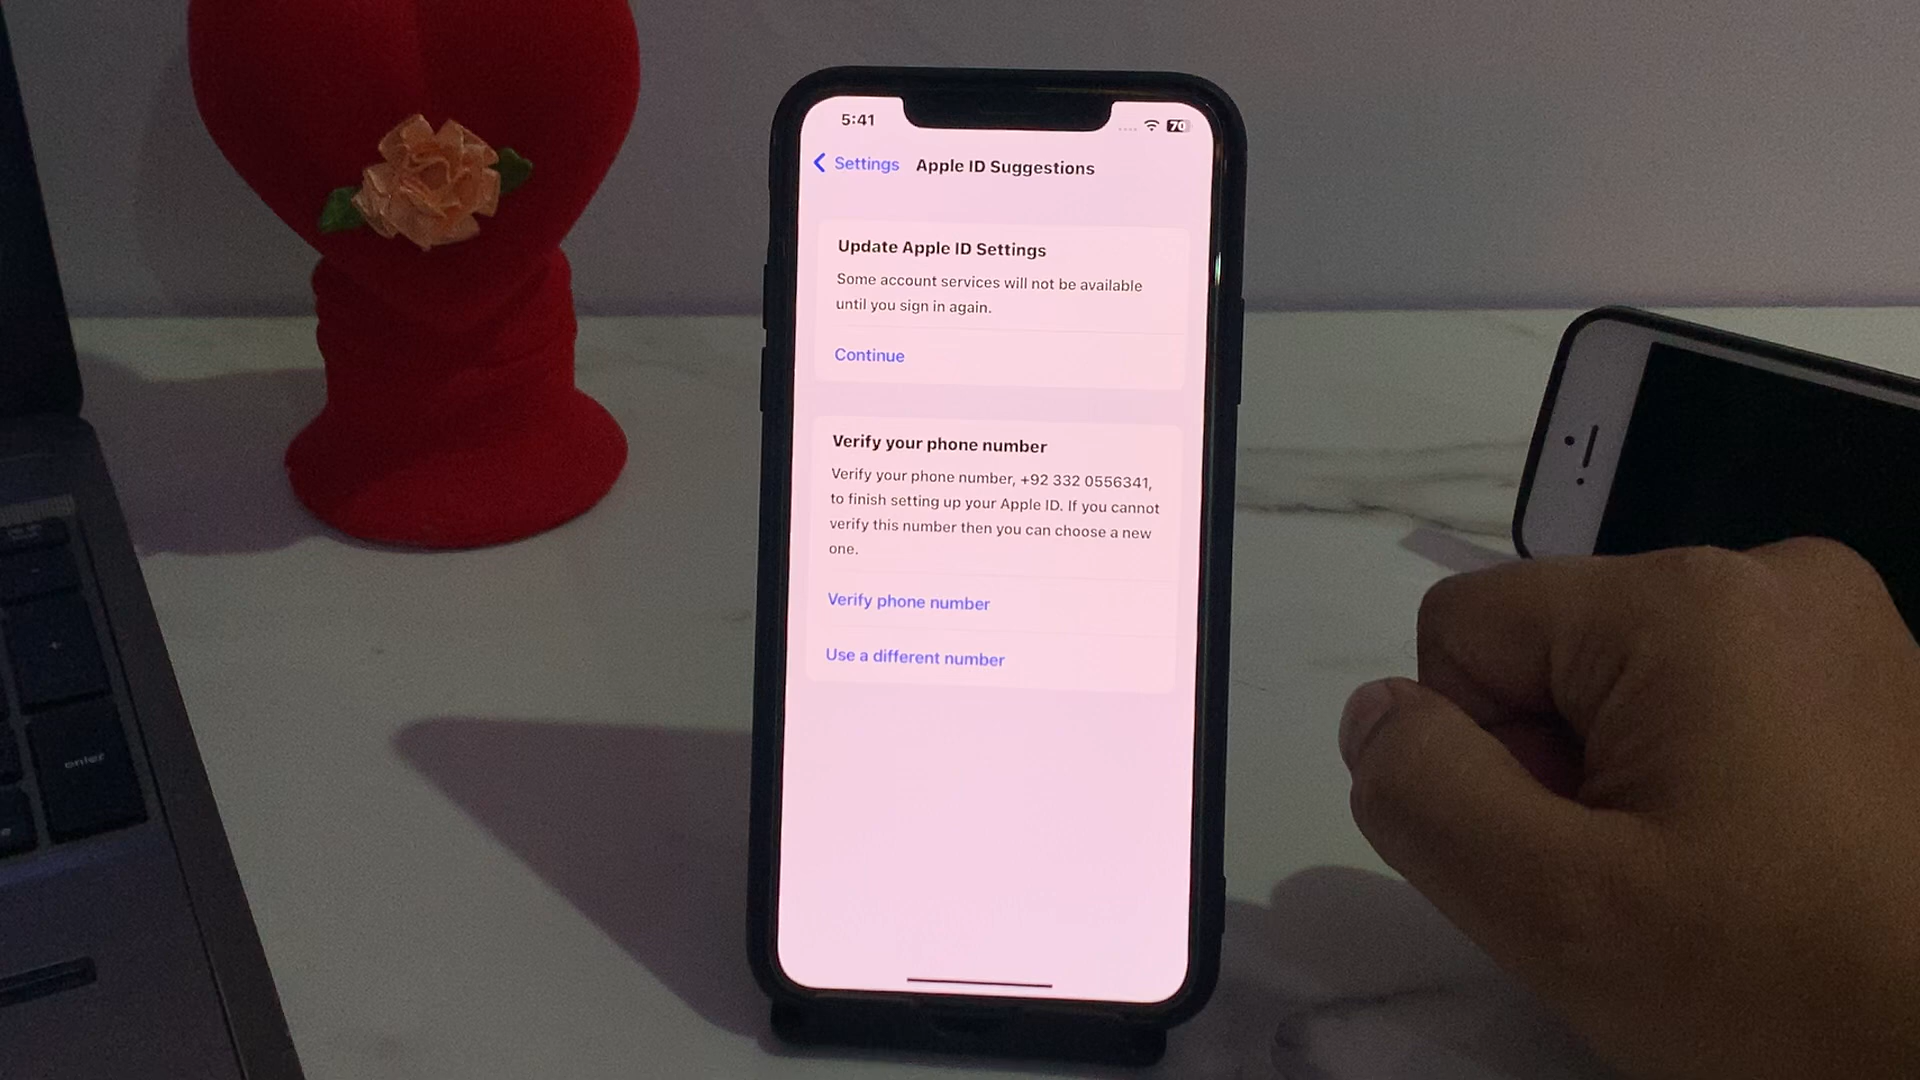 5:41
70
Settings Apple ID Suggestions
Update Apple ID Settings
Some account services will not be available
until you sign in again.
Continue
Verify your phone number
Verify your phone number, +92 332 0556341,
to finish setting up your Apple ID. If you cannot
verify this number then you can choose a new
one.
Verify phone number
Use a different number
+
enter